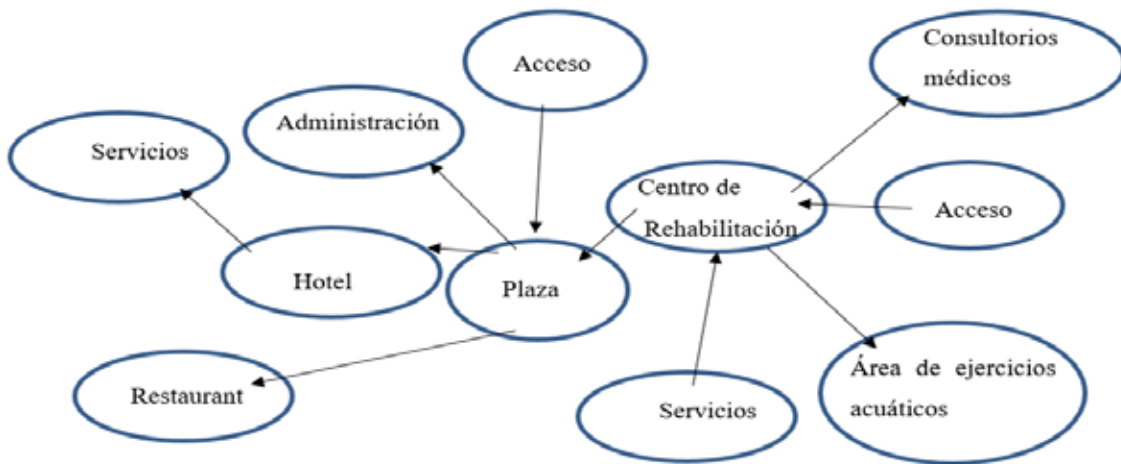 Acceso
Consultorios
médicos
Administración
Servicios
Centro de
Rehabilitación
Acceso
Hotel
Plaza
Restaurant
Servicios
Área de ejercicios
acuáticos